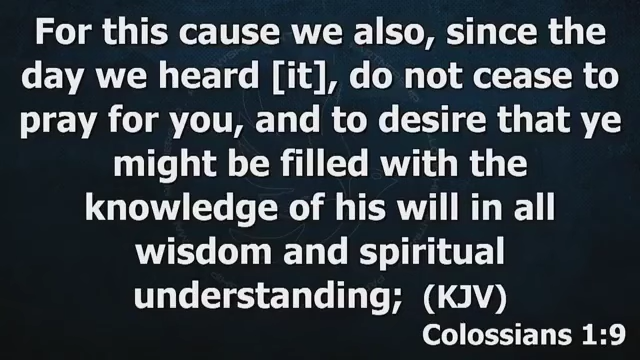 For this cause we also, since the
day we heard [it], do not cease to
pray for you, and to desire that ye
might be filled with the
knowledge of his will in all
wisdom and spiritual
understanding; (KJV)
Colossians 1:9